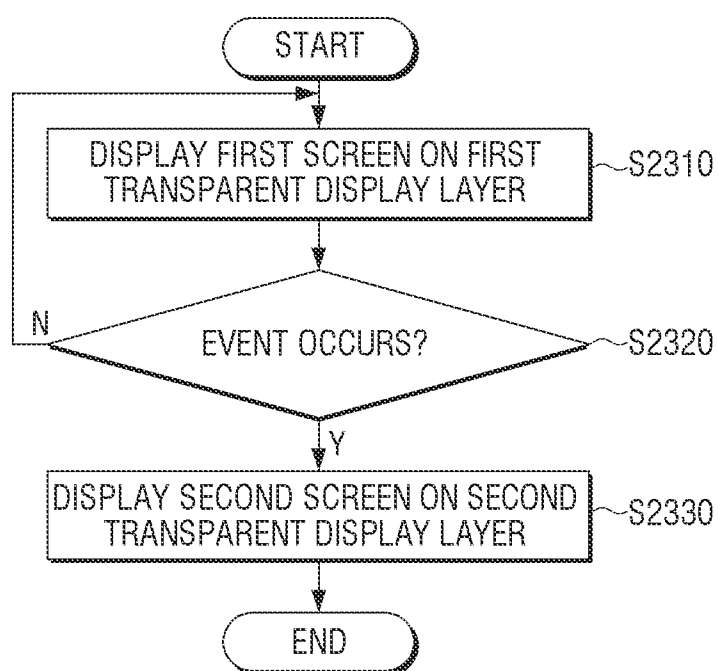 START
DISPLAY FIRST SCREEN ON FIRST
TRANSPARENT DISPLAY LAYER
S2310
N
EVENT OCCURS?
S2320
Y
DISPLAY SECOND SCREEN ON SECOND
TRANSPARENT DISPLAY LAYER
S2330
END